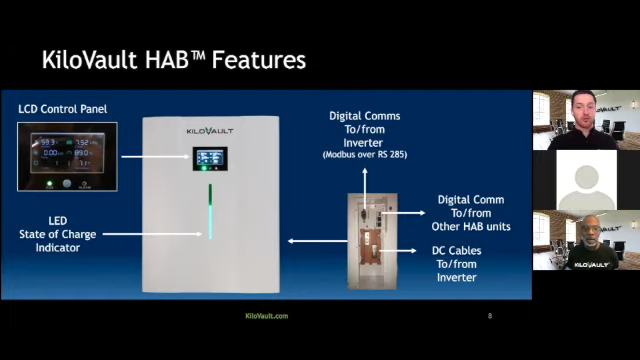 KiloVault HAB™ Features
LCD Control Panel
KILOVAULT
Digital Comms
To/from
Inverter
(Modbus over RS 285)
LED
State of Charge
Indicator
Digital Comm
To/from
Other HAB units
DC Cables
To/from
Inverter
KiloVault.com
8
KILOVAULT